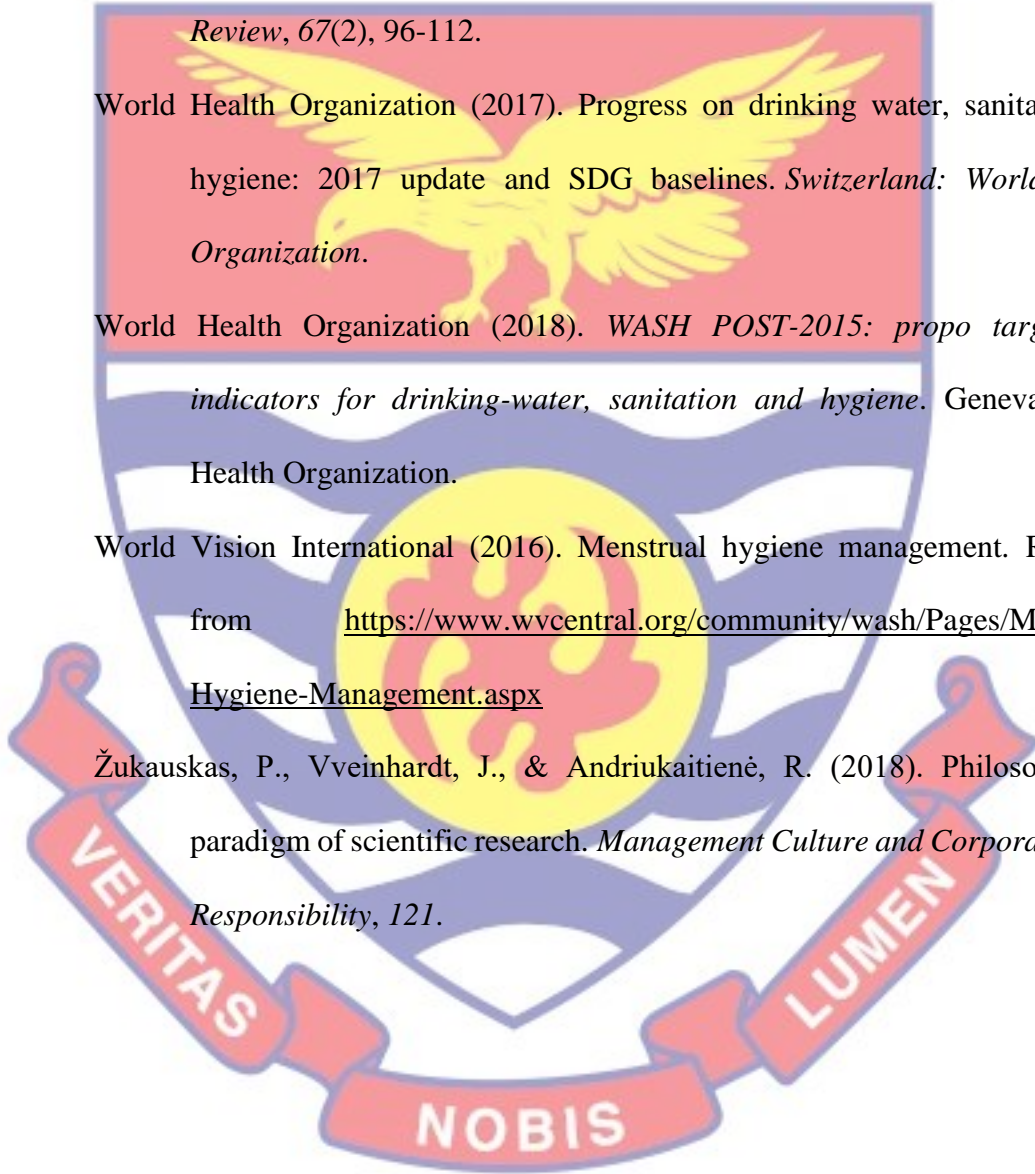 Review, 67(2), 96-112.
World Health Organization (2017). Progress on drinking water, sanita
hygiene: 2017 update and SDG baselines. Switzerland: World
Organization.
World Health Organization (2018). WASH POST-2015: propo targ
indicators for drinking-water, sanitation and hygiene. Geneva
Health Organization.
World Vision International (2016). Menstrual hygiene management. R
from https://www.wvcentral.org/community/wash/Pages/M
Hygiene-Management.aspx
Žukauskas, P., Vveinhardt, J., & Andriukaitienė, R. (2018). Philoso
paradigm of scientific research. Management Culture and Corpora
Responsibility, 121.
VERITAS
NOBIS
LUMEN